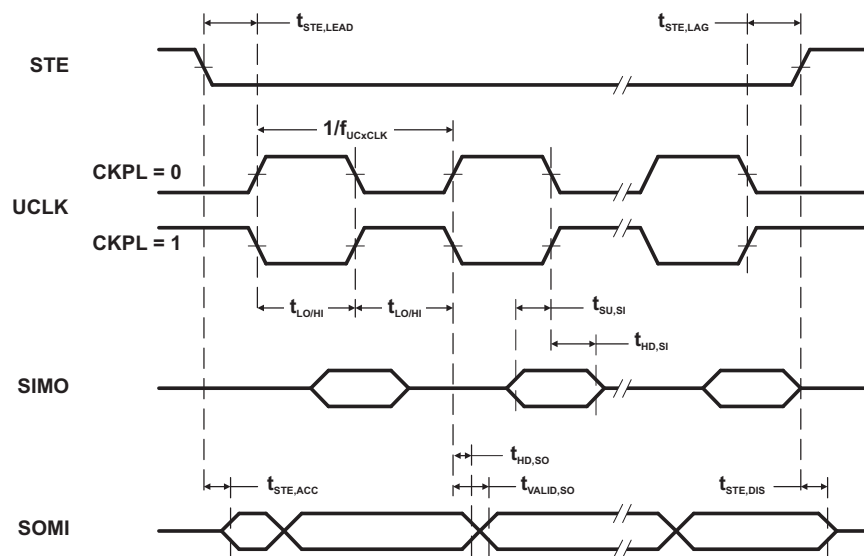 tSTE,LEAD
tSTE,LAG
STE
1/fUCxCLK
CKPL = 0
UCLK
CKPL = 1
tLO/HI
tLO/HI
tSU,SI
tHD,SI
SIMO
tHD,SO
tSTE,ACC
tVALID,SO
tSTE,DIS
SOMI